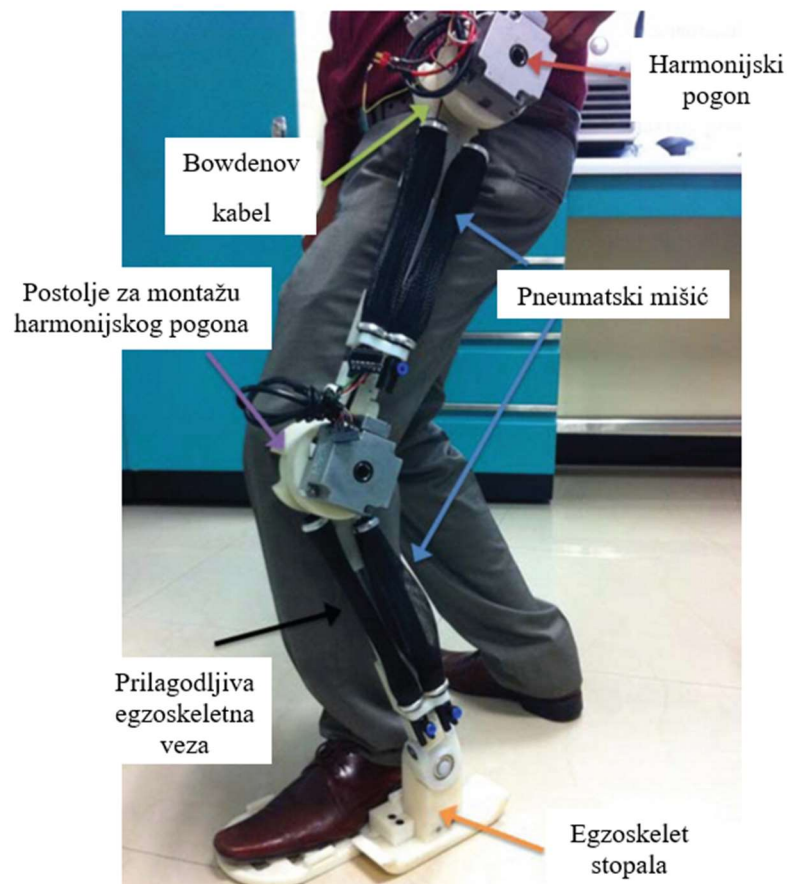 Harmonijski
pogon
Bowdenov
kabel
Pneumatski mišić
Postolje za montažu
harmonijskog pogona
Prilagodljiva
egzoskeletna
veza
Egzoskelet
stopala